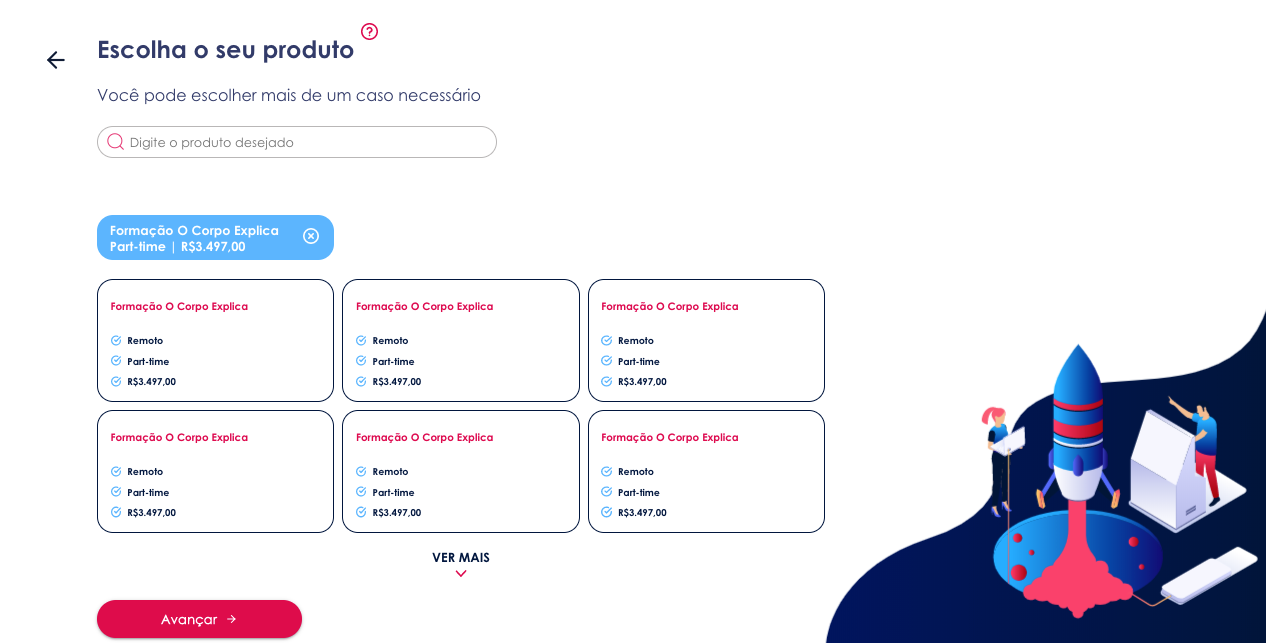 Escolha o seu produto
Você pode escolher mais de um caso necessário
Digite o produto desejado
Formação O Corpo Explica
Part-time | R$3.497,00
Formação O Corpo Explica
Remoto
Part-time
R$3.497,00
Formação O Corpo Explica
Remoto
Part-time
R$3.497,00
Formação O Corpo Explica
Remoto
Part-time
R$3.497,00
Formação O Corpo Explica
Remoto
Part-time
R$3.497,00
Formação O Corpo Explica
Remoto
Part-time
R$3.497,00
Formação O Corpo Explica
Remoto
Part-time
R$3.497,00
VER MAIS
Avançar